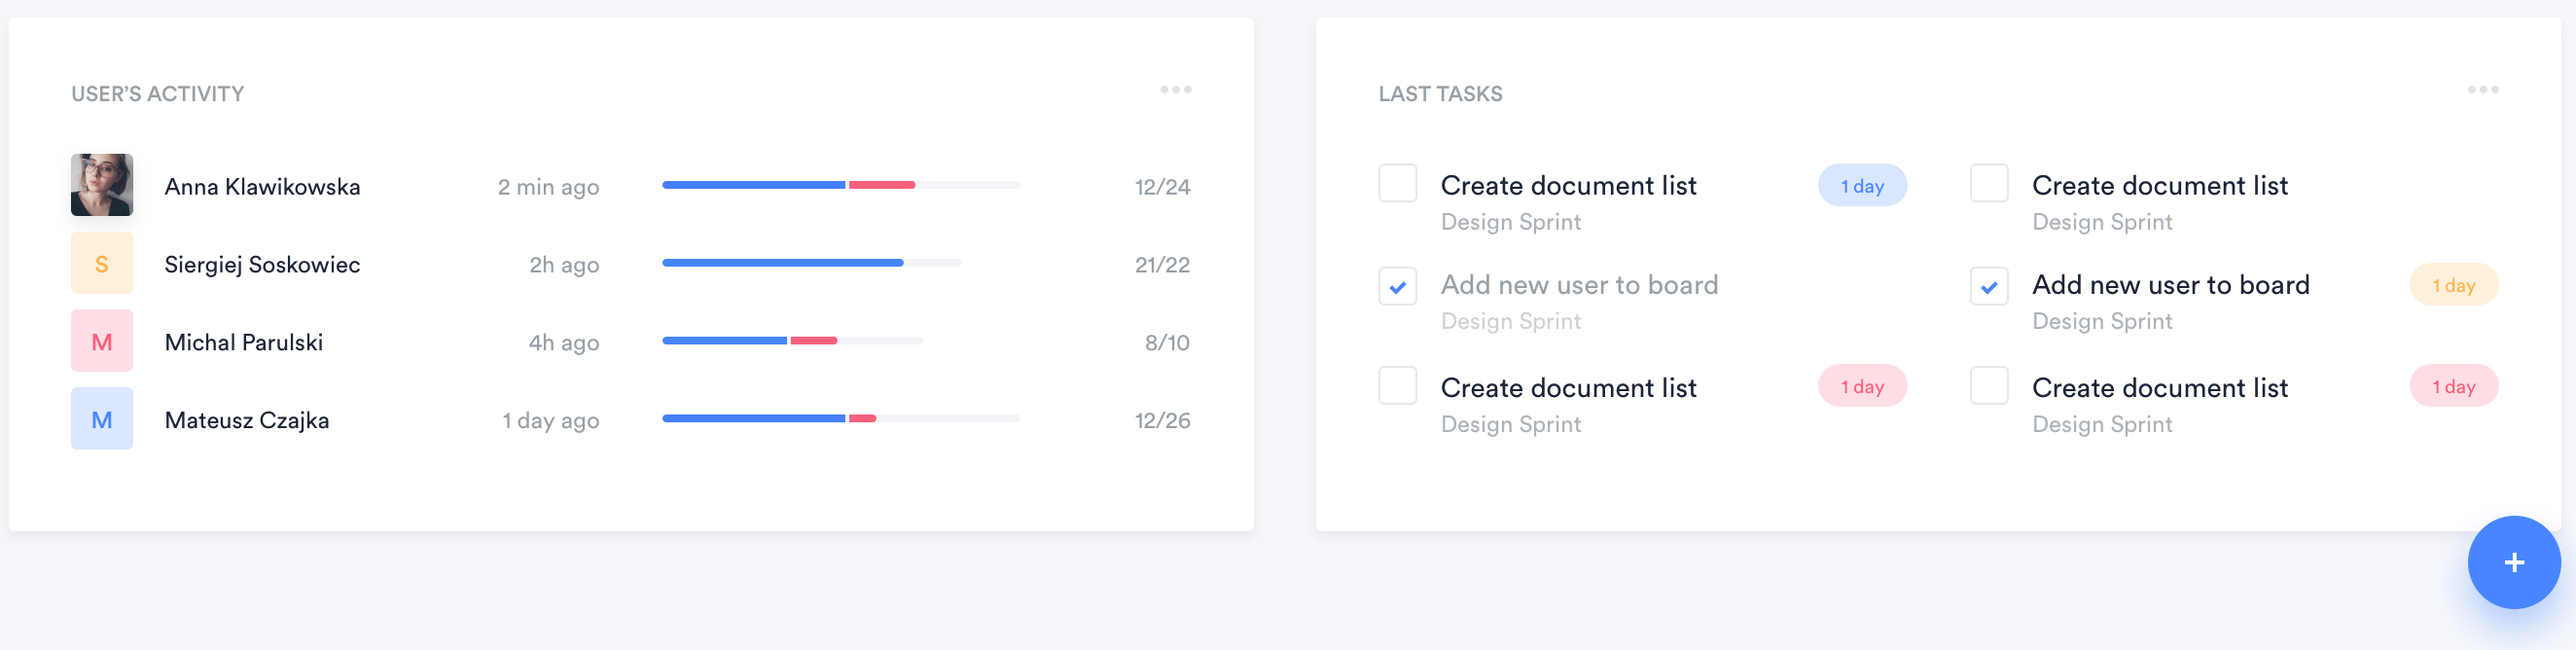 USER’S ACTIVITY
Anna Klawikowska 2 min ago 12/24
S Siergiej Soskowiec 2h ago 21/22
M Michal Parulski 4h ago 8/10
M Mateusz Czajka 1 day ago 12/26
LAST TASKS
Create document list 1 day
Design Sprint
Add new user to board
Design Sprint
Create document list 1 day
Design Sprint
Create document list
Design Sprint
Add new user to board 1 day
Design Sprint
Create document list 1 day
Design Sprint
+